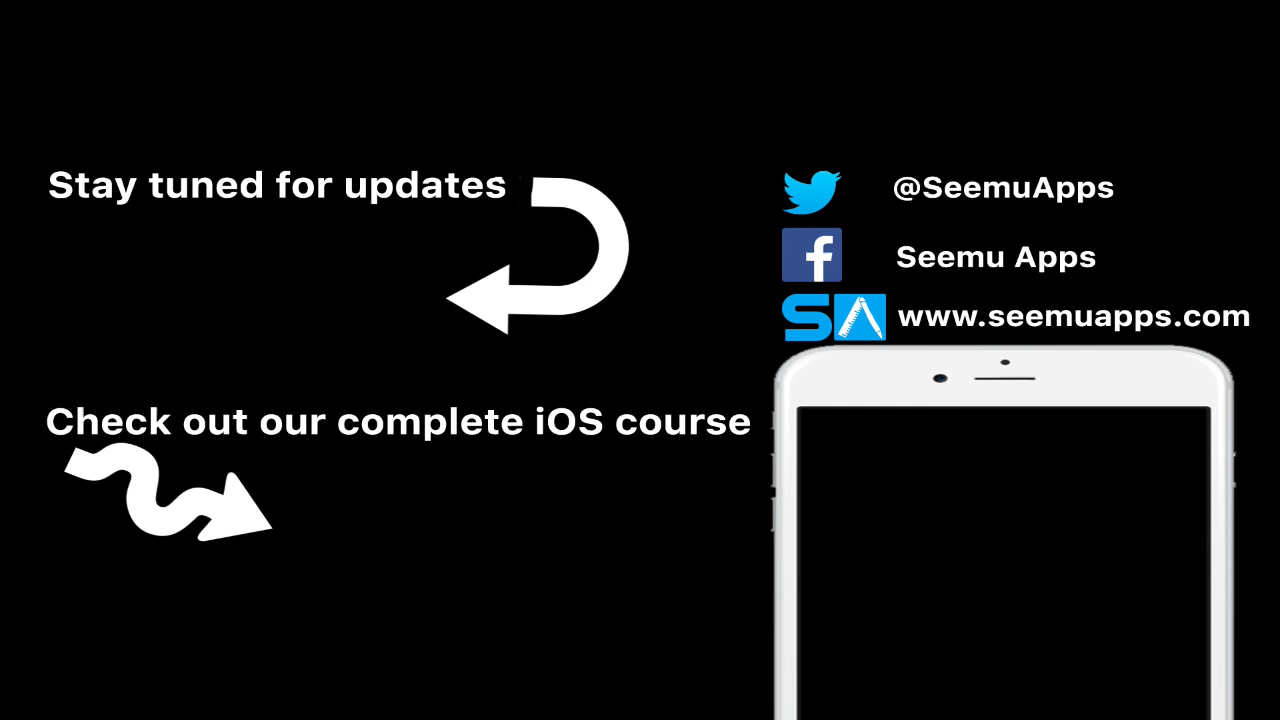 Stay tuned for updates
@SeemuApps
Seemu Apps
SA www.seemuapps.com
Check out our complete iOS course